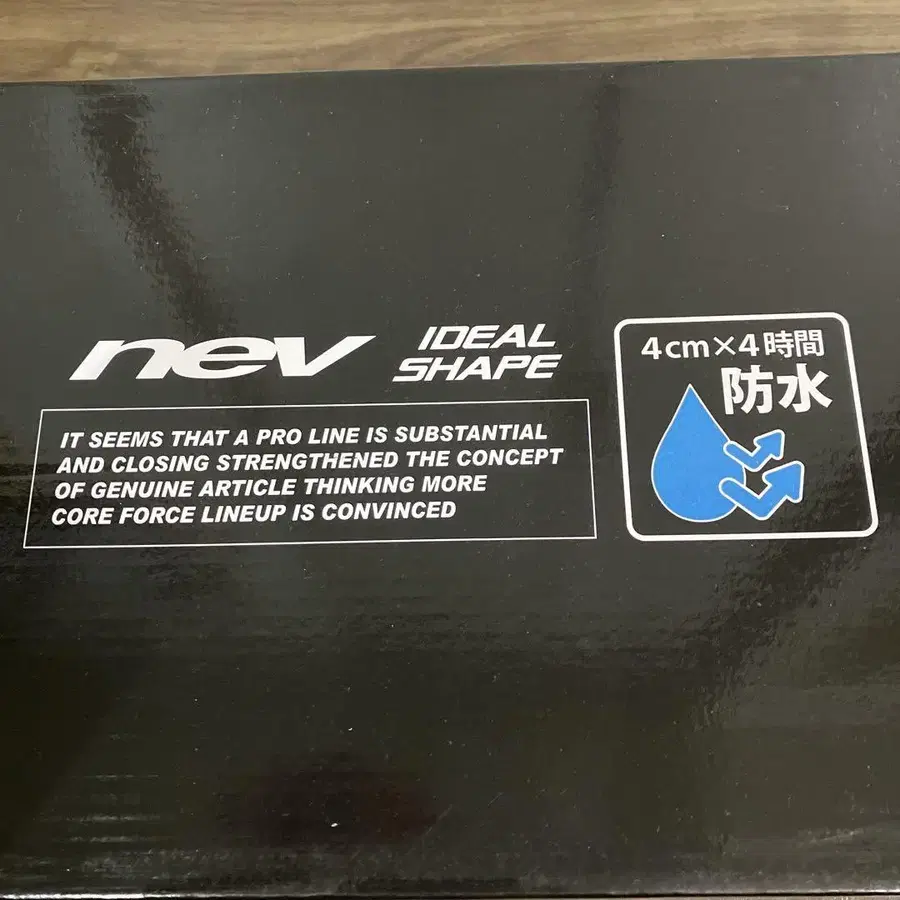 nev
IDEAL
SHAPE
IT SEEMS THAT A PRO LINE IS SUBSTANTIAL
AND CLOSING STRENGTHENED THE CONCEPT
OF GENUINE ARTICLE THINKING MORE
CORE FORCE LINEUP IS CONVINCED
4cm×4時間
防水